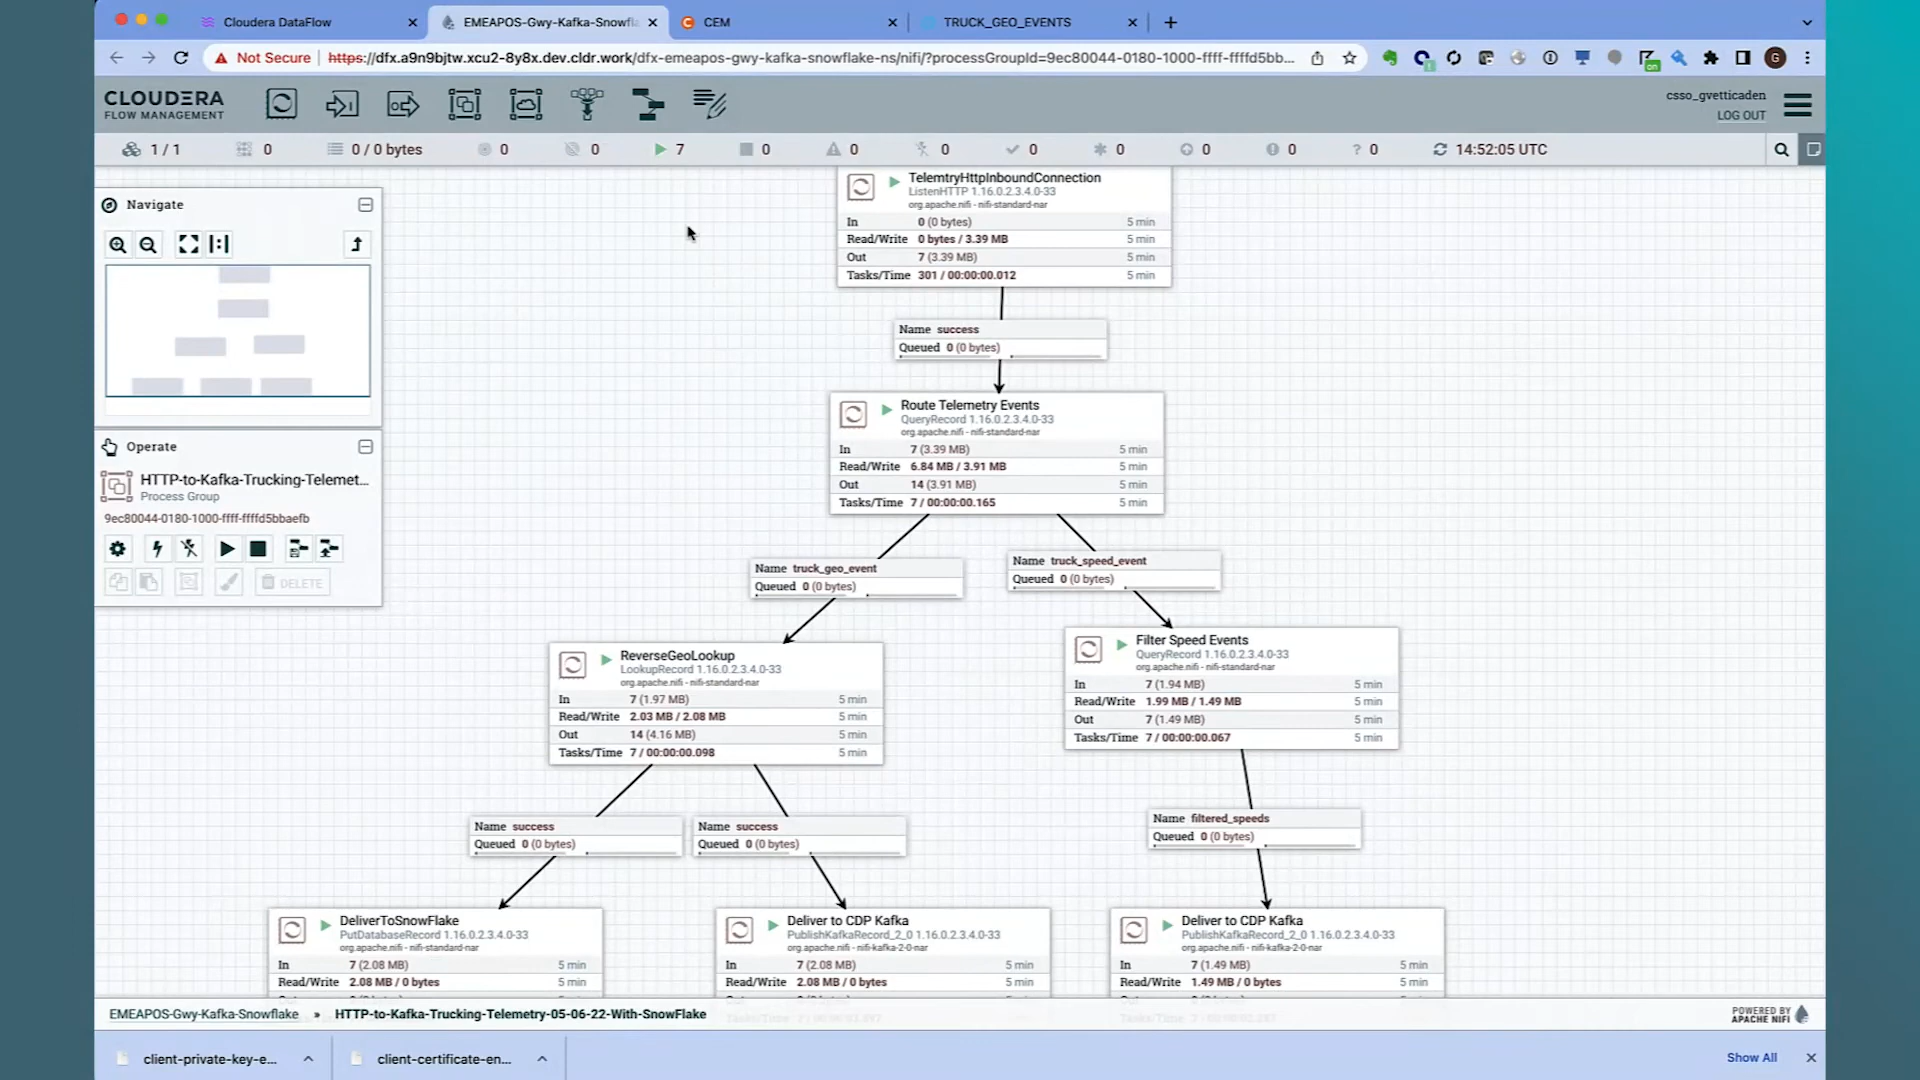 Cloudera DataFlow
EMEAPOS-Gwy-Kafka-Snowfl
CEM
TRUCK_GEO_EVENTS
Not Secure
https://dfx.a9n9bjtw.xcu2-8y8x.dev.cldr.work/dfx-emeapos-gwy-kafka-snowflake-ns/nifi/?processGroupId=9ec80044-0180-1000-ffff-ffffd5bb...
CLOUDERA
FLOW MANAGEMENT
csso_gvetticaden
LOG OUT
1 / 1 0 0 / 0 bytes 0 0 7 0 0 0 0 0 0 0 ? 0 14:52:05 UTC
Navigate
Operate
HTTP-to-Kafka-Trucking-Telemet...
Process Group
9ec80044-0180-1000-ffff-ffffd5bbaefb
DELETE
TelemtryHttpInboundConnection
ListenHTTP 1.16.0.2.3.4.0-33
org.apache.nifi - nifi-standard-nar
In 0 (0 bytes) 5 min
Read/Write 0 bytes / 3.39 MB 5 min
Out 7 (3.39 MB) 5 min
Tasks/Time 301 / 00:00:00.012 5 min
Name success
Queued 0 (0 bytes)
Route Telemetry Events
QueryRecord 1.16.0.2.3.4.0-33
org.apache.nifi - nifi-standard-nar
In 7 (3.39 MB) 5 min
Read/Write 6.84 MB / 3.91 MB 5 min
Out 14 (3.91 MB) 5 min
Tasks/Time 7 / 00:00:00.165 5 min
Name truck_geo_event
Queued 0 (0 bytes)
Name truck_speed_event
Queued 0 (0 bytes)
ReverseGeoLookup
LookupRecord 1.16.0.2.3.4.0-33
org.apache.nifi - nifi-standard-nar
In 7 (1.97 MB) 5 min
Read/Write 2.03 MB / 2.08 MB 5 min
Out 14 (4.16 MB) 5 min
Tasks/Time 7 / 00:00:00.098 5 min
Filter Speed Events
QueryRecord 1.16.0.2.3.4.0-33
org.apache.nifi - nifi-standard-nar
In 7 (1.94 MB) 5 min
Read/Write 1.99 MB / 1.49 MB 5 min
Out 7 (1.49 MB) 5 min
Tasks/Time 7 / 00:00:00.067 5 min
Name success
Queued 0 (0 bytes)
Name success
Queued 0 (0 bytes)
Name filtered_speeds
Queued 0 (0 bytes)
DeliverToSnowFlake
PutDatabaseRecord 1.16.0.2.3.4.0-33
org.apache.nifi - nifi-standard-nar
In 7 (2.08 MB) 5 min
Read/Write 2.08 MB / 0 bytes 5 min
Deliver to CDP Kafka
PublishKafkaRecord_2_0 1.16.0.2.3.4.0-33
org.apache.nifi - nifi-kafka-2-0-nar
In 7 (2.08 MB) 5 min
Read/Write 2.08 MB / 0 bytes 5 min
Deliver to CDP Kafka
PublishKafkaRecord_2_0 1.16.0.2.3.4.0-33
org.apache.nifi - nifi-kafka-2-0-nar
In 7 (1.49 MB) 5 min
Read/Write 1.49 MB / 0 bytes 5 min
EMEAPOS-Gwy-Kafka-Snowflake » HTTP-to-Kafka-Trucking-Telemetry-05-06-22-With-SnowFlake
POWERED BY
APACHE NIFI
client-private-key-e...
client-certificate-en...
Show All